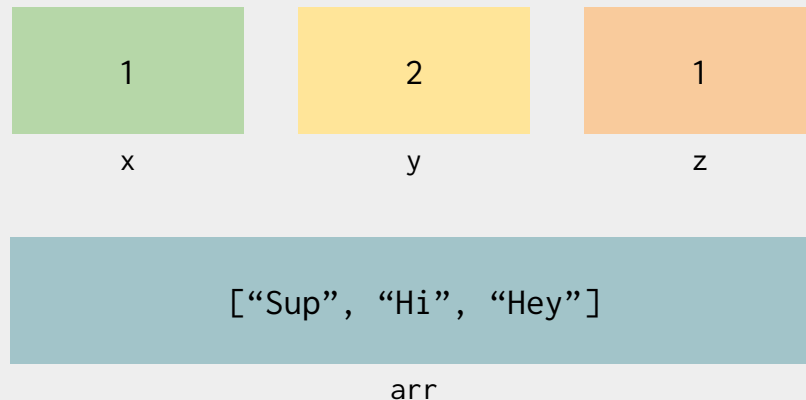 1 2 1
x y z
[“Sup”, “Hi”, “Hey”]
arr